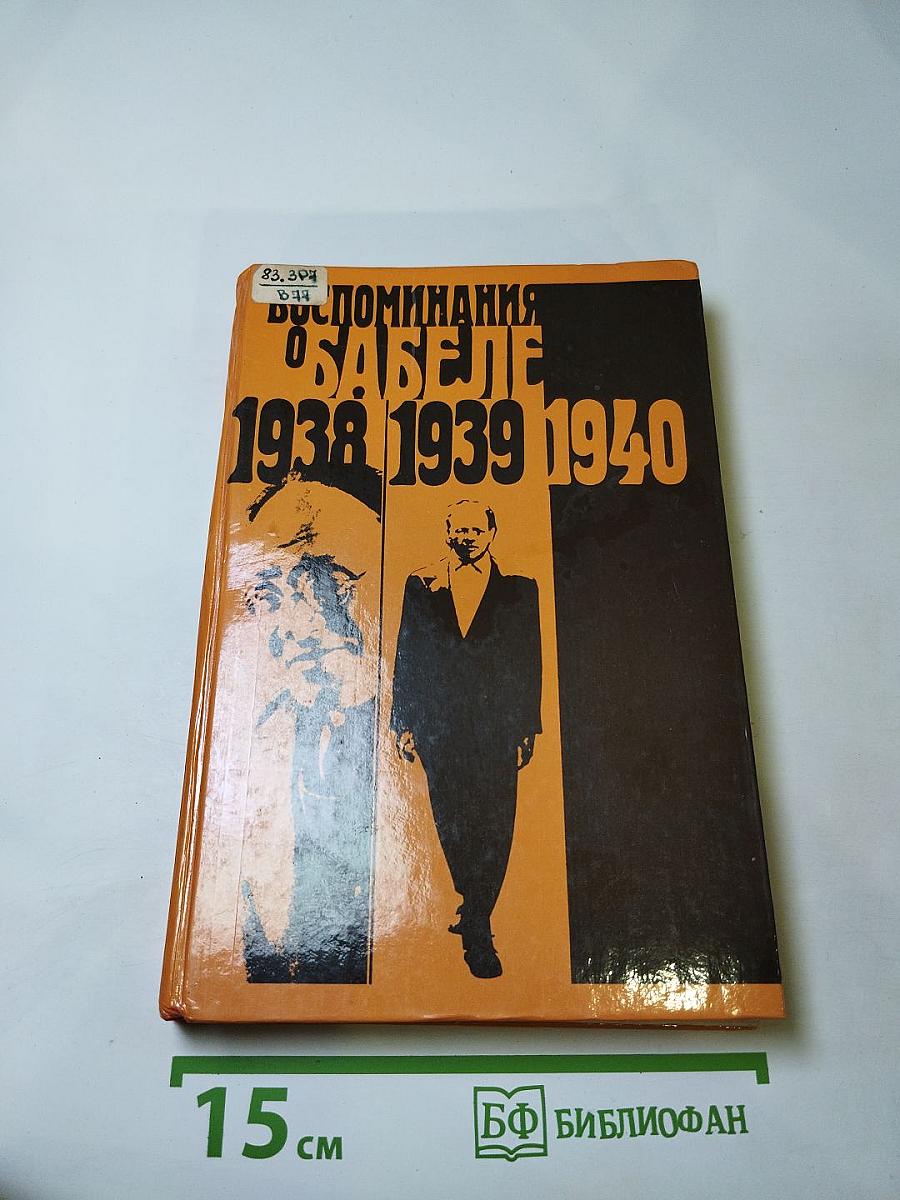 83.3Р7
В77
ВОСПОМИНАНИЯ
О БАБЕЛЕ
1938 1939 1940
15 см
БФ БИБЛИОФАН